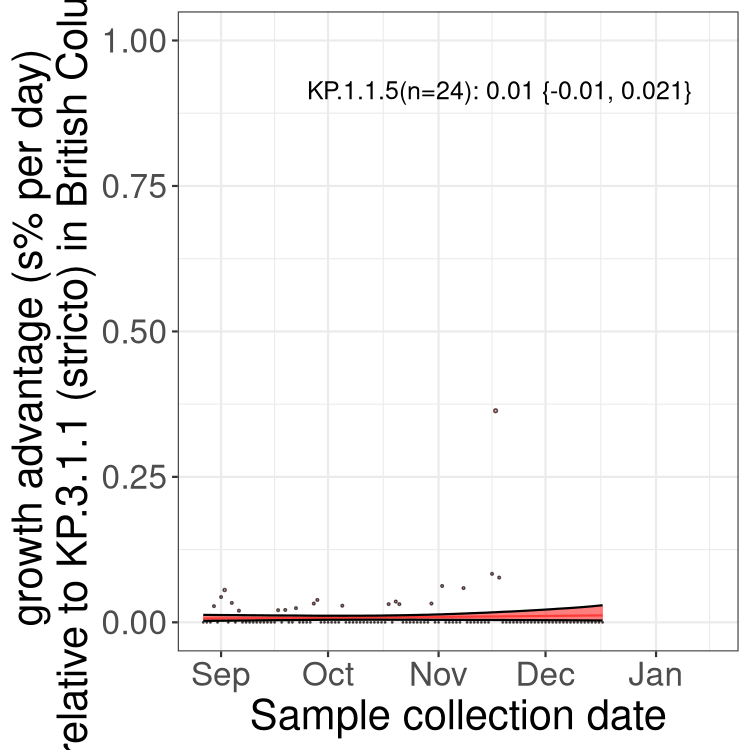 growth advantage (s% per day)
relative to KP.3.1.1 (stricto) in British Colu
1.00
0.75
0.50
0.25
0.00
KP.1.1.5(n=24): 0.01 {-0.01, 0.021}
Sep Oct Nov Dec Jan
Sample collection date